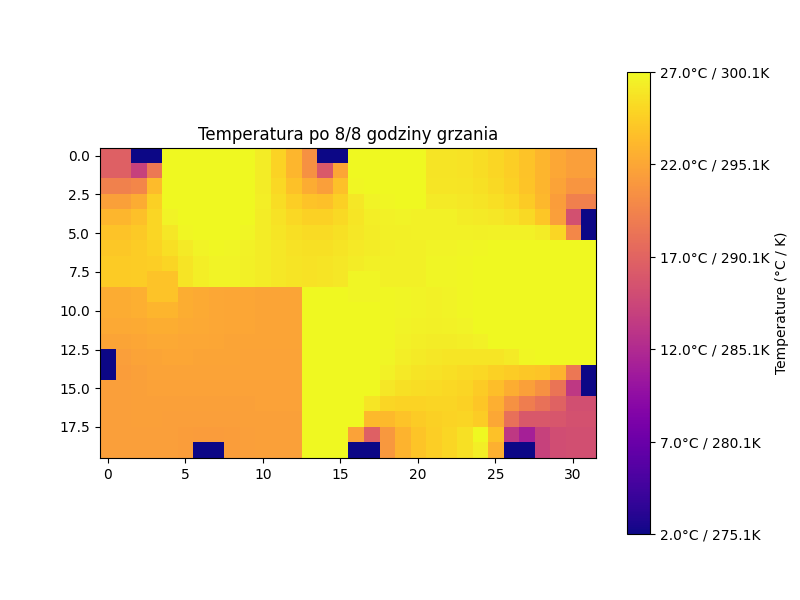 Temperatura po 8/8 godziny grzania
0.0
2.5
5.0
7.5
10.0
12.5
15.0
17.5
0
5
10
15
20
25
30
27.0°C / 300.1K
22.0°C / 295.1K
17.0°C / 290.1K
12.0°C / 285.1K
7.0°C / 280.1K
2.0°C / 275.1K
Temperature (°C / K)